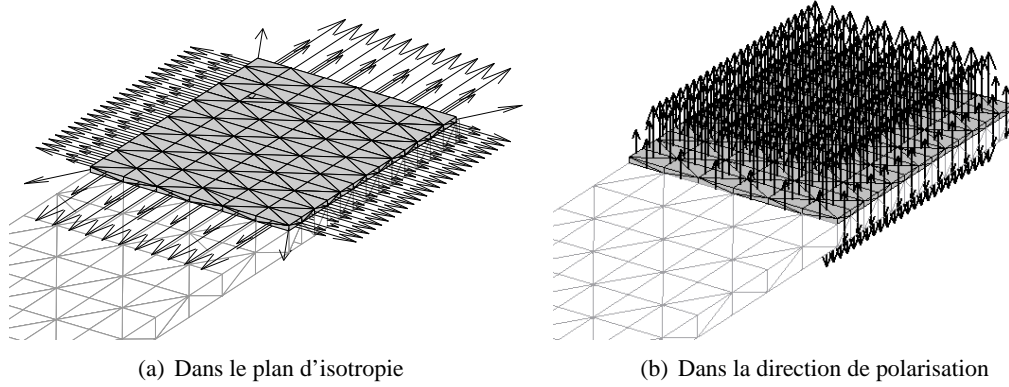 (a) Dans le plan d'isotropie
(b) Dans la direction de polarisation